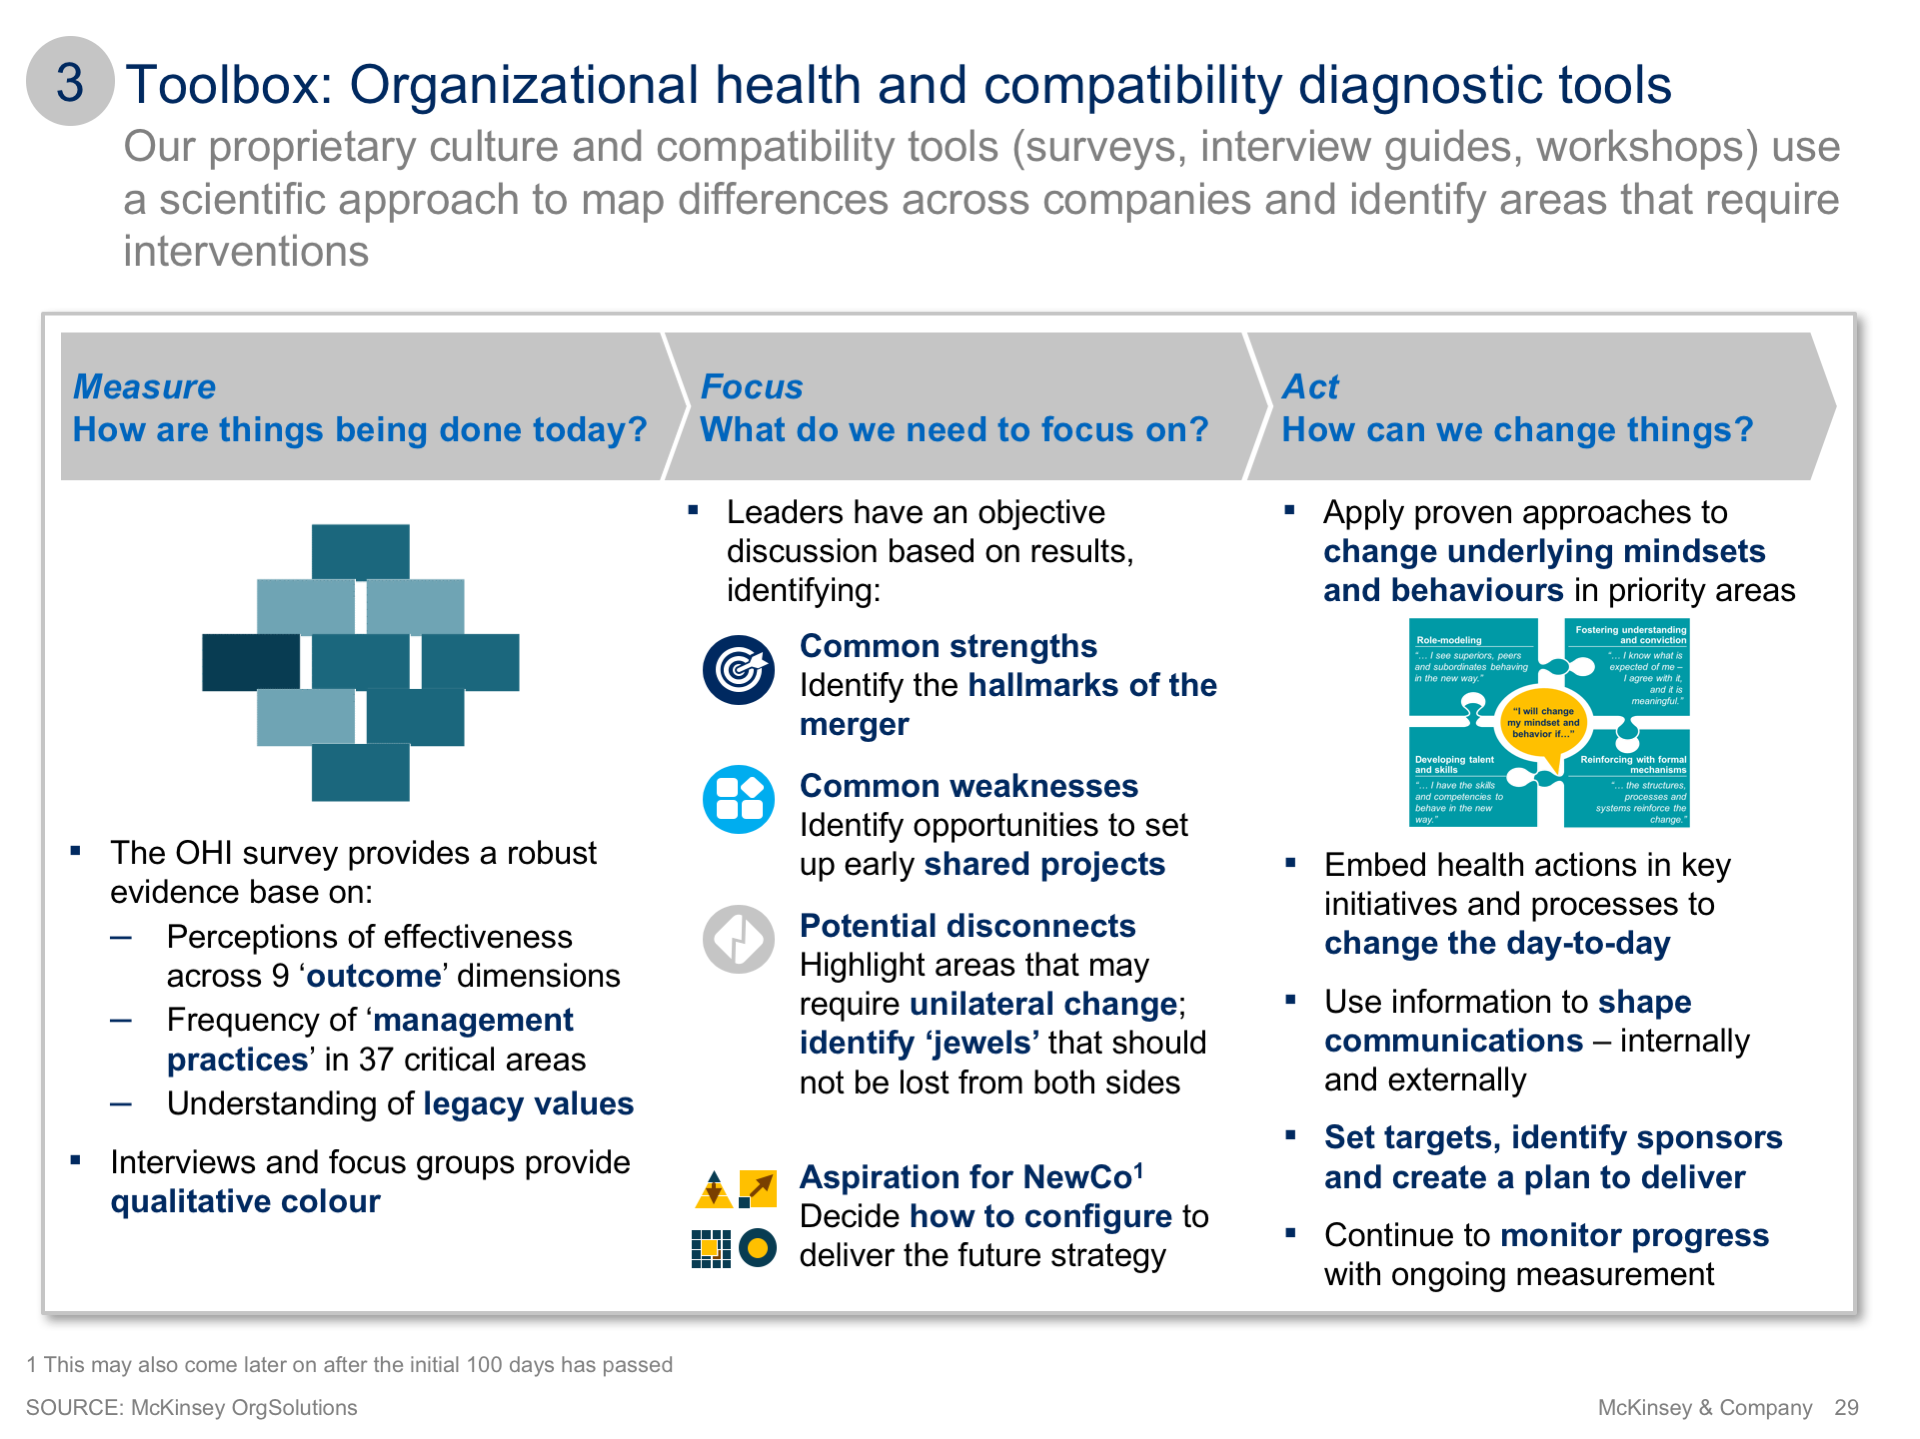 3
Toolbox: Organizational health and compatibility diagnostic tools
Our proprietary culture and compatibility tools (surveys, interview guides, workshops) use
a scientific approach to map differences across companies and identify areas that require
interventions
Measure
How are things being done today?
▪ The OHI survey provides a robust
evidence base on:
– Perceptions of effectiveness
across 9 ‘outcome’ dimensions
– Frequency of ‘management
practices’ in 37 critical areas
– Understanding of legacy values
▪ Interviews and focus groups provide
qualitative colour
Focus
What do we need to focus on?
▪ Leaders have an objective
discussion based on results,
identifying:
Common strengths
Identify the hallmarks of the
merger
Common weaknesses
Identify opportunities to set
up early shared projects
Potential disconnects
Highlight areas that may
require unilateral change;
identify ‘jewels’ that should
not be lost from both sides
Aspiration for NewCo1
Decide how to configure to
deliver the future strategy
Act
How can we change things?
▪ Apply proven approaches to
change underlying mindsets
and behaviours in priority areas
Role-modeling
“… I see superiors, peers
and subordinates behaving
in the new way.”
Fostering understanding
and conviction
“… I know what is
expected of me –
I agree with it,
and it is
meaningful.”
“I will change
my mindset and
behavior if…”
Developing talent
and skills
“… I have the skills
and competencies to
behave in the new
way.”
Reinforcing with formal
mechanisms
“… the structures,
processes and
systems reinforce the
change.”
▪ Embed health actions in key
initiatives and processes to
change the day-to-day
▪ Use information to shape
communications – internally
and externally
▪ Set targets, identify sponsors
and create a plan to deliver
▪ Continue to monitor progress
with ongoing measurement
1 This may also come later on after the initial 100 days has passed
SOURCE: McKinsey OrgSolutions
McKinsey & Company 29